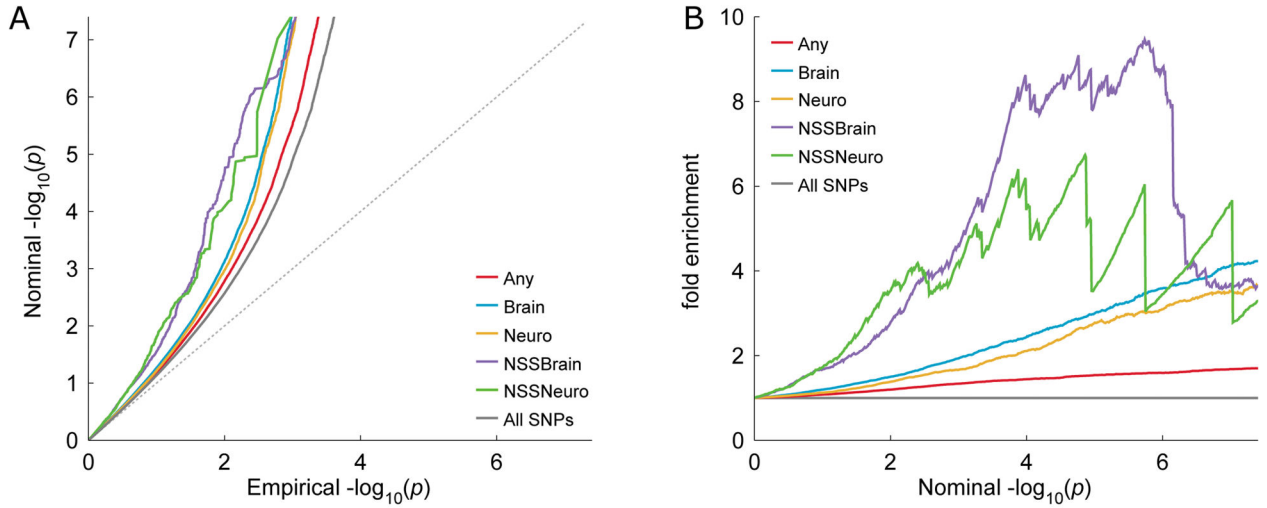 A
Nominal -log10(p)
7
6
5
4
3
2
1
0
0 2 4 6
Empirical -log10(p)
Any
Brain
Neuro
NSSBrain
NSSNeuro
All SNPs
B
fold enrichment
10
8
6
4
2
0
0 2 4 6
Nominal -log10(p)
Any
Brain
Neuro
NSSBrain
NSSNeuro
All SNPs